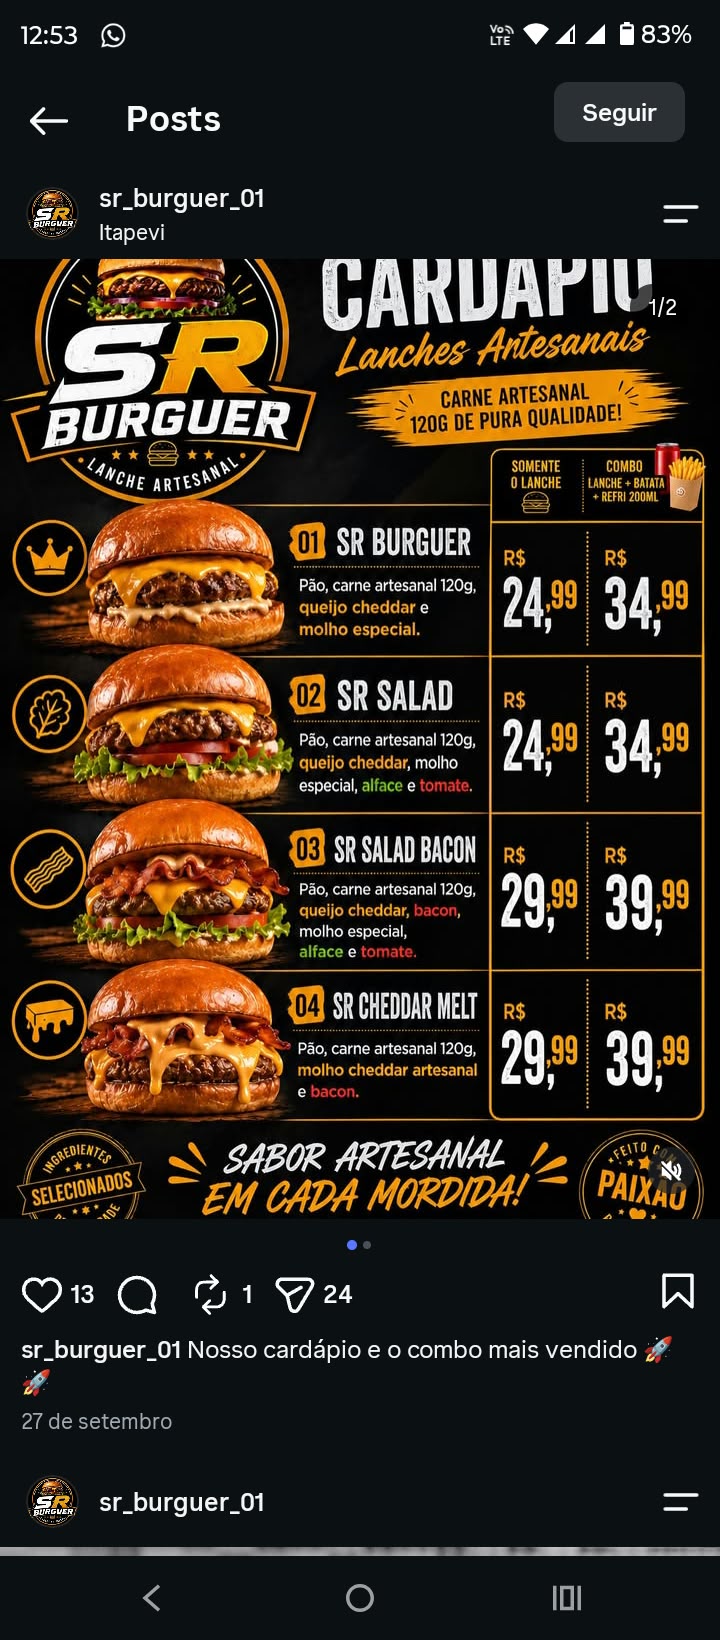 12:53
Vo LTE
83%
Posts
Seguir
sr_burguer_01
Itapevi
SR
BURGUER
CARDÁPIO
1/2
Lanches Artesanais
SR
BURGUER
LANCHE ARTESANAL
CARNE ARTESANAL
120G DE PURA QUALIDADE!
SOMENTE
O LANCHE
COMBO
LANCHE + BATATA
+ REFRI 200ML
01 SR BURGUER
Pão, carne artesanal 120g,
queijo cheddar e
molho especial.
R$ 24,99
R$ 34,99
02 SR SALAD
Pão, carne artesanal 120g,
queijo cheddar, molho
especial, alface e tomate.
R$ 24,99
R$ 34,99
03 SR SALAD BACON
Pão, carne artesanal 120g,
queijo cheddar, bacon,
molho especial,
alface e tomate.
R$ 29,99
R$ 39,99
04 SR CHEDDAR MELT
Pão, carne artesanal 120g,
molho cheddar artesanal
e bacon.
R$ 29,99
R$ 39,99
INGREDIENTES
SELECIONADOS
SABOR ARTESANAL
EM CADA MORDIDA!
FEITO
PAIXÃO
13
1
24
sr_burguer_01 Nosso cardápio e o combo mais vendido 🚀
🚀
27 de setembro
SR
BURGUER
sr_burguer_01